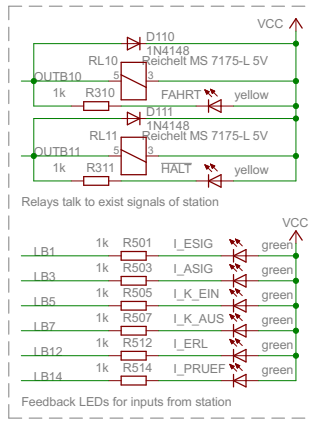 VCC
D110
1N4148
RL10 Reichelt MS 7175-L 5V
OUTB10 5 3
1k R310 FAHRT yellow
D111
1N4148
RL11 Reichelt MS 7175-L 5V
OUTB11 5 3
1k R311 HALT yellow
Relays talk to exist signals of station
VCC
LB1 1k R501 I_ESIG green
LB3 1k R503 I_ASIG green
LB5 1k R505 I_K_EIN green
LB7 1k R507 I_K_AUS green
LB12 1k R512 I_ERL green
LB14 1k R514 I_PRUEF green
Feedback LEDs for inputs from station